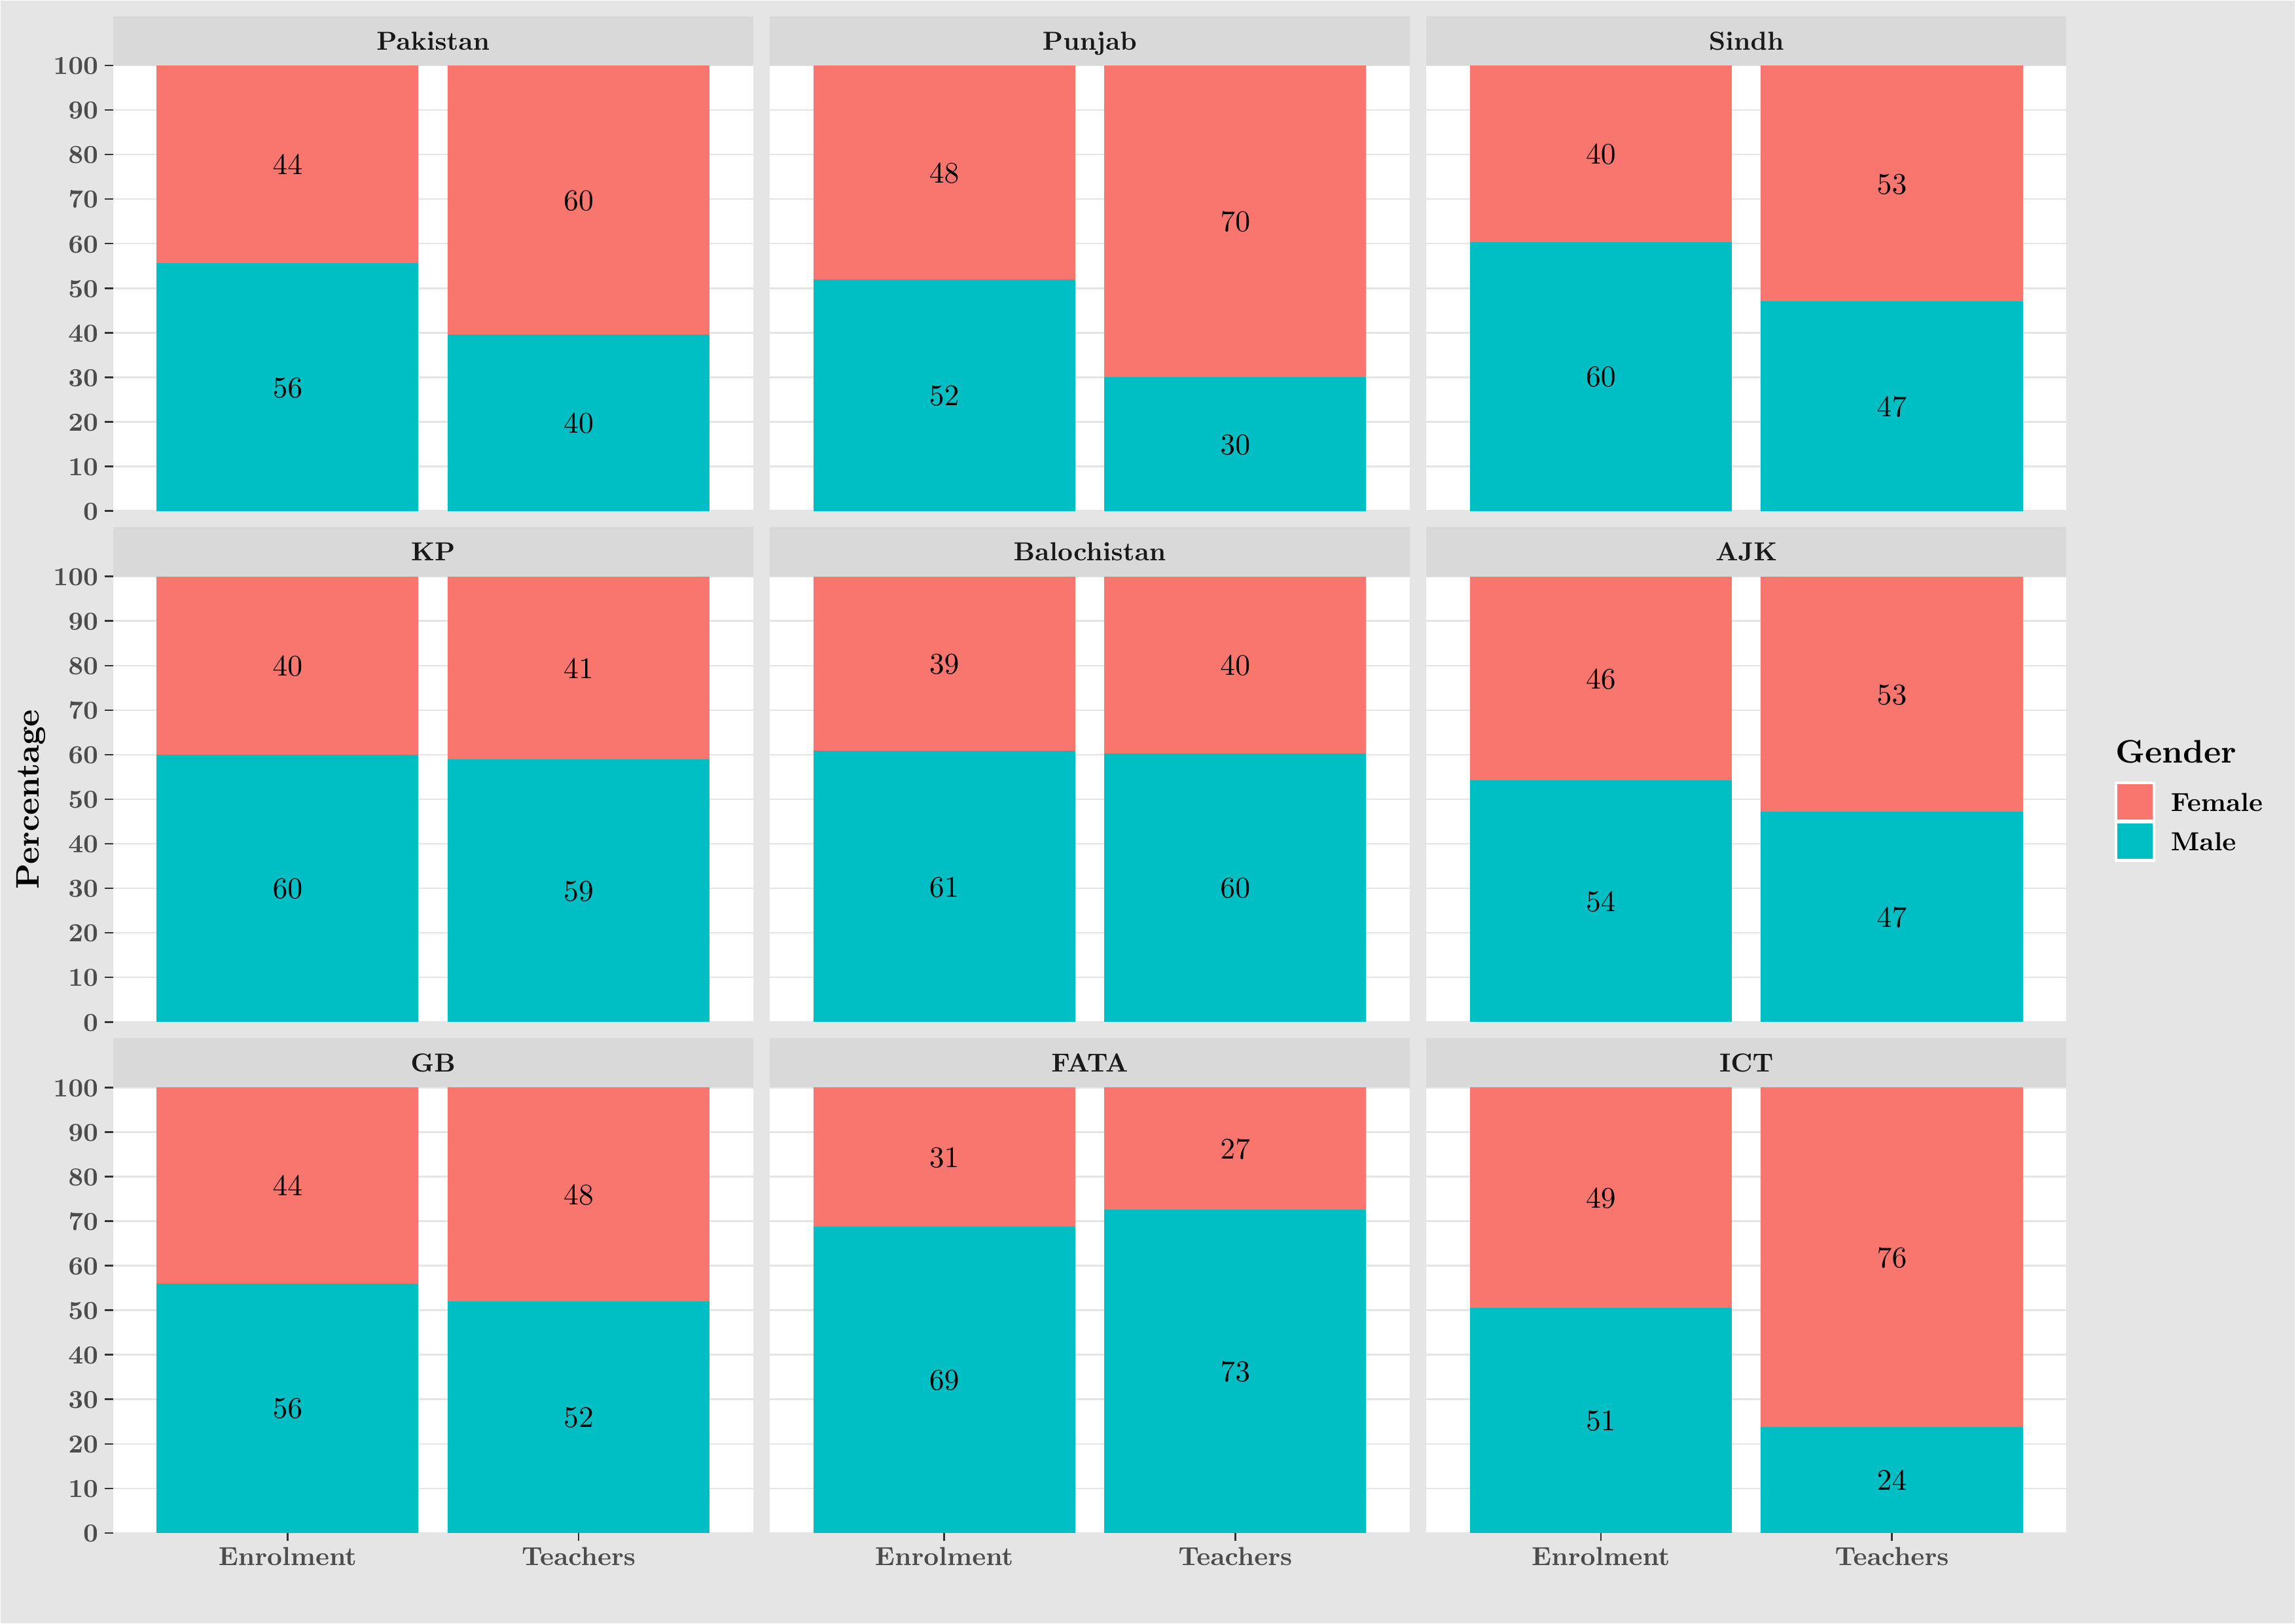 Pakistan Punjab Sindh
100
90
80
70
60
50
40
30
20
10
0
44 60 48 70 40 53
56 40 52 30 60 47
KP Balochistan AJK
100
90
80
70
60
50
40
30
20
10
0
40 41 39 40 46 53
60 59 61 60 54 47
GB FATA ICT
100
90
80
70
60
50
40
30
20
10
0
44 48 31 27 49 76
56 52 69 73 51 24
Enrolment Teachers Enrolment Teachers Enrolment Teachers
Percentage
Gender
Female
Male